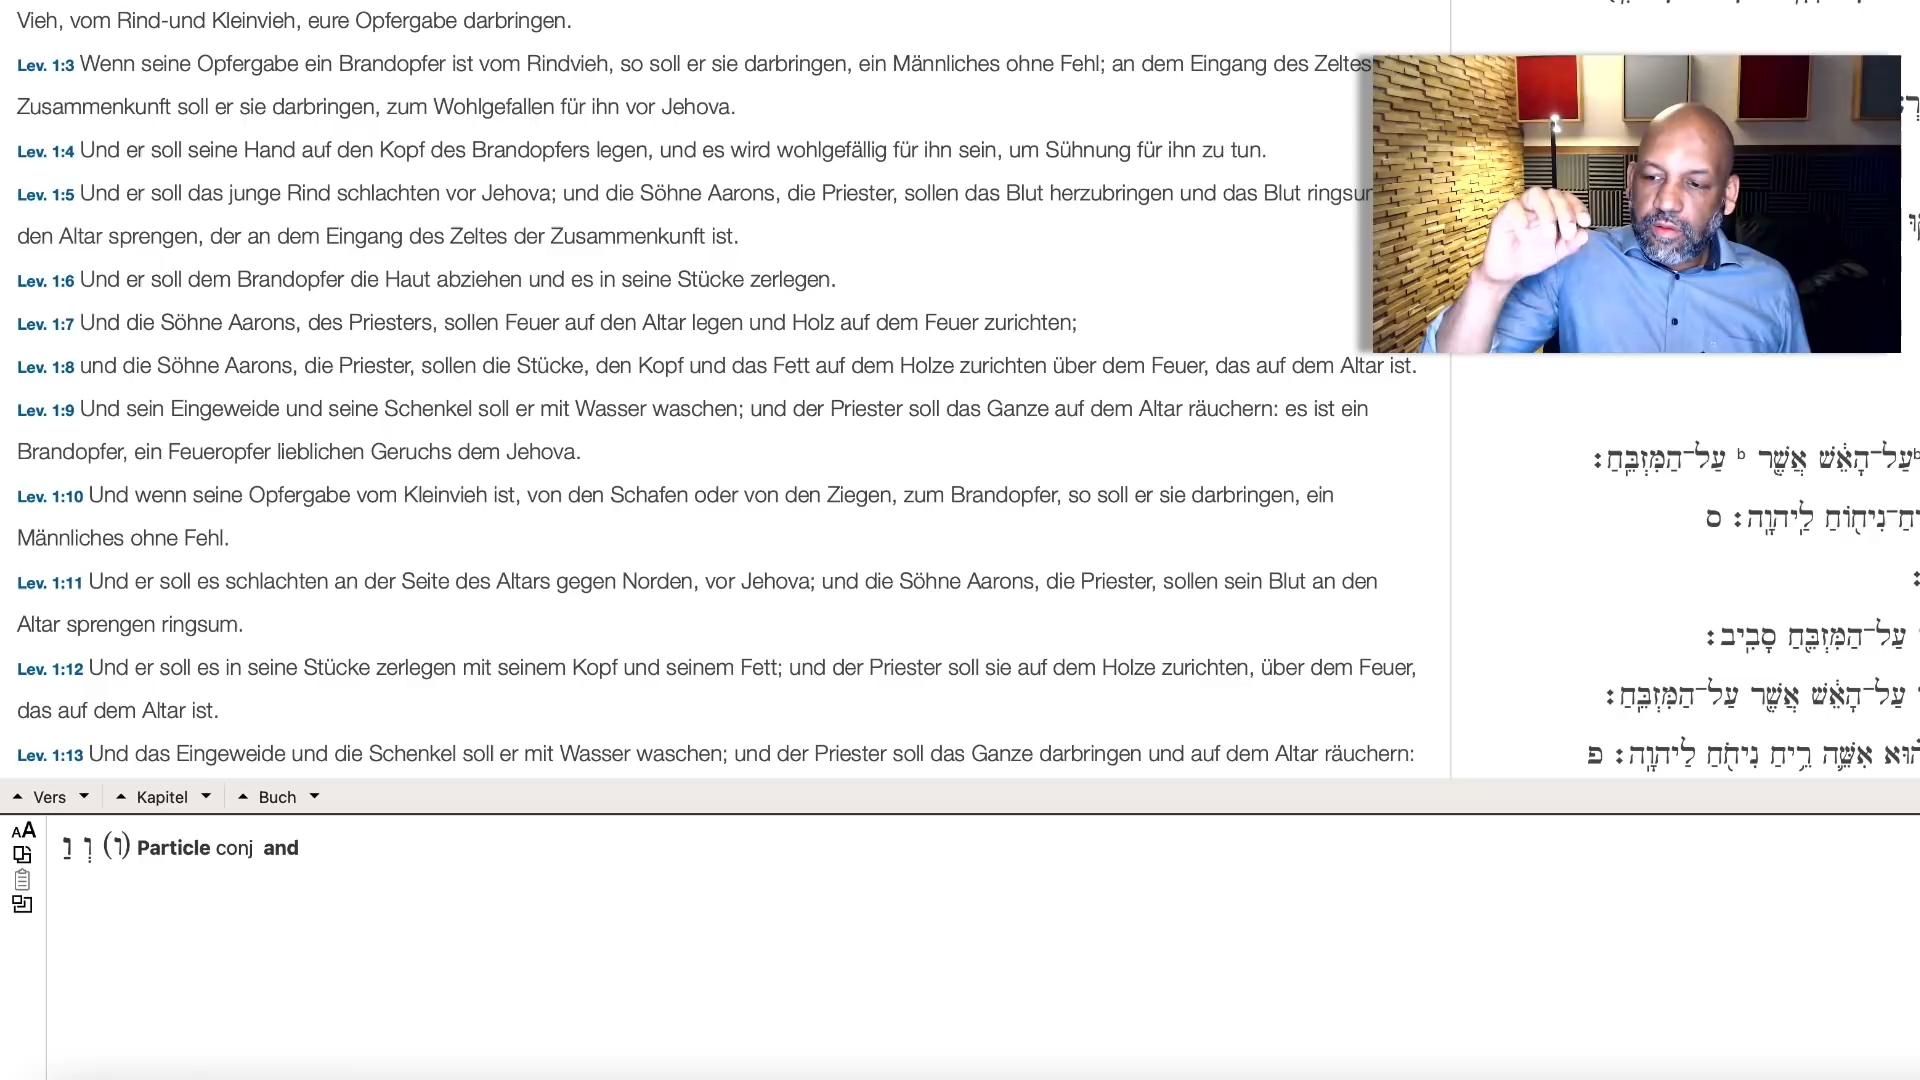 Vieh, vom Rind-und Kleinvieh, eure Opfergabe darbringen.
Lev. 1:3 Wenn seine Opfergabe ein Brandopfer ist vom Rindvieh, so soll er sie darbringen, ein Männliches ohne Fehl; an dem Eingang des Zeltes
Zusammenkunft soll er sie darbringen, zum Wohlgefallen für ihn vor Jehova.
Lev. 1:4 Und er soll seine Hand auf den Kopf des Brandopfers legen, und es wird wohlgefällig für ihn sein, um Sühnung für ihn zu tun.
Lev. 1:5 Und er soll das junge Rind schlachten vor Jehova; und die Söhne Aarons, die Priester, sollen das Blut herzubringen und das Blut
den Altar sprengen, der an dem Eingang des Zeltes der Zusammenkunft ist.
Lev. 1:6 Und er soll dem Brandopfer die Haut abziehen und es in seine Stücke zerlegen.
Lev. 1:7 Und die Söhne Aarons, des Priesters, sollen Feuer auf den Altar legen und Holz auf dem Feuer zurichten;
Lev. 1:8 und die Söhne Aarons, die Priester, sollen die Stücke, den Kopf und das Fett auf dem Holze zurichten über dem Feuer, das auf dem Altar ist.
Lev. 1:9 Und sein Eingeweide und seine Schenkel soll er mit Wasser waschen; und der Priester soll das Ganze auf dem Altar räuchern: es ist ein
Brandopfer, ein Feueropfer lieblichen Geruchs dem Jehova.
Lev. 1:10 Und wenn seine Opfergabe vom Kleinvieh ist, von den Schafen oder von den Ziegen, zum Brandopfer, so soll er sie darbringen, ein
Männliches ohne Fehl.
Lev. 1:11 Und er soll es schlachten an der Seite des Altars gegen Norden, vor Jehova; und die Söhne Aarons, die Priester, sollen sein Blut an den
Altar sprengen ringsum.
Lev. 1:12 Und er soll es in seine Stücke zerlegen mit seinem Kopf und seinem Fett; und der Priester soll sie auf dem Holze zurichten, über dem Feuer,
das auf dem Altar ist.
Lev. 1:13 Und das Eingeweide und die Schenkel soll er mit Wasser waschen; und der Priester soll das Ganze darbringen und auf dem Altar räuchern:
עַל־הָאֵ֔שׁ אֲשֶׁ֖ר b עַל־הַמִּזְבֵּֽחַ׃
נִיח֖וֹחַ לַֽיהוָֽה׃ ס
עַל־הַמִּזְבֵּ֖חַ סָבִֽיב׃
עַל־הָאֵ֔שׁ אֲשֶׁ֖ר עַל־הַמִּזְבֵּֽחַ׃
אִשֵּׁ֛ה רֵ֥יחַ נִיחֹ֖חַ לַיהוָֽה׃ פ
Vers Kapitel Buch
AA
(ו) וְ וַ Particle conj and